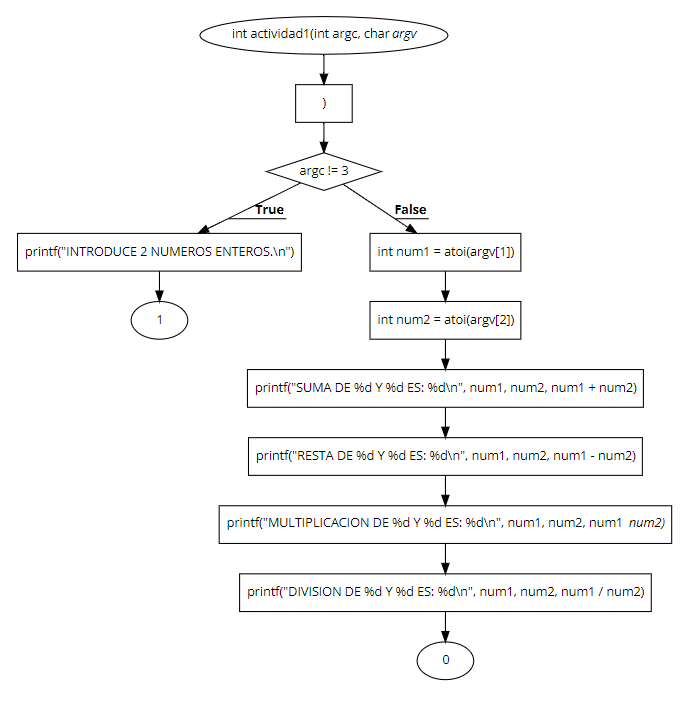 int actividad1(int argc, char argv
)
argc != 3
True
False
printf("INTRODUCE 2 NUMEROS ENTEROS.\n")
int num1 = atoi(argv[1])
1
int num2 = atoi(argv[2])
printf("SUMA DE %d Y %d ES: %d\n", num1, num2, num1 + num2)
printf("RESTA DE %d Y %d ES: %d\n", num1, num2, num1 - num2)
printf("MULTIPLICACION DE %d Y %d ES: %d\n", num1, num2, num1 num2)
printf("DIVISION DE %d Y %d ES: %d\n", num1, num2, num1 / num2)
0